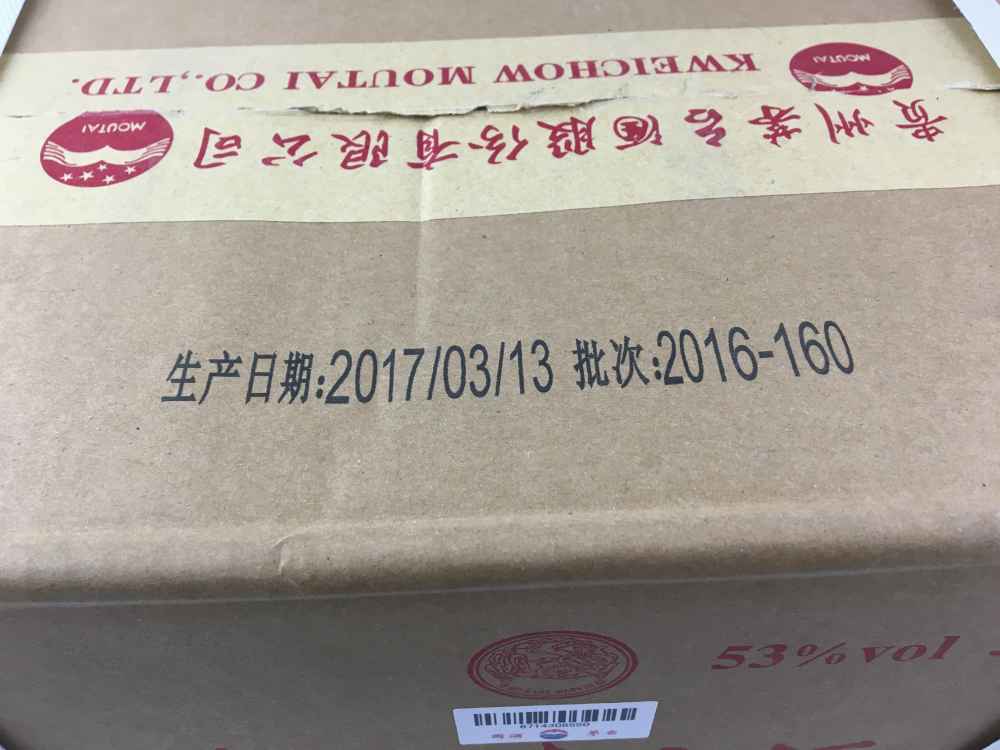 KWEICHOW MOUTAI CO.,LTD.
MOUTAI
贵州茅台酒股份有限公司
MOUTAI
生产日期:2017/03/13 批次:2016-160
53%vol